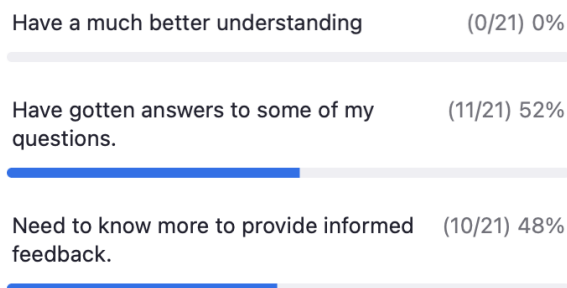 Have a much better understanding (0/21) 0%
Have gotten answers to some of my (11/21) 52%
questions.
Need to know more to provide informed (10/21) 48%
feedback.